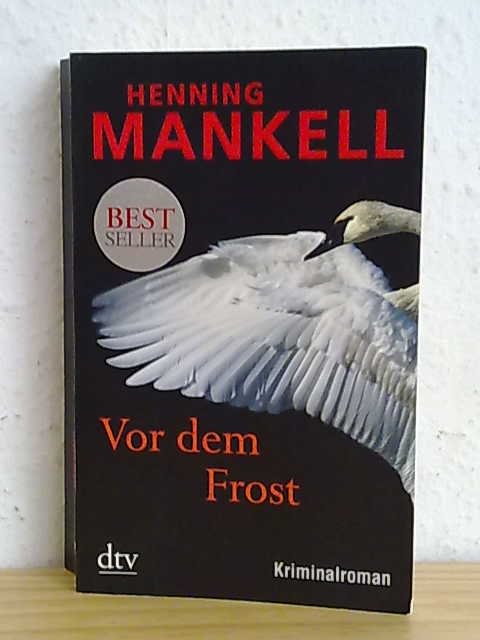 HENNING
MANKELL
BEST
SELLER
Vor dem
Frost
dtv
Kriminalroman